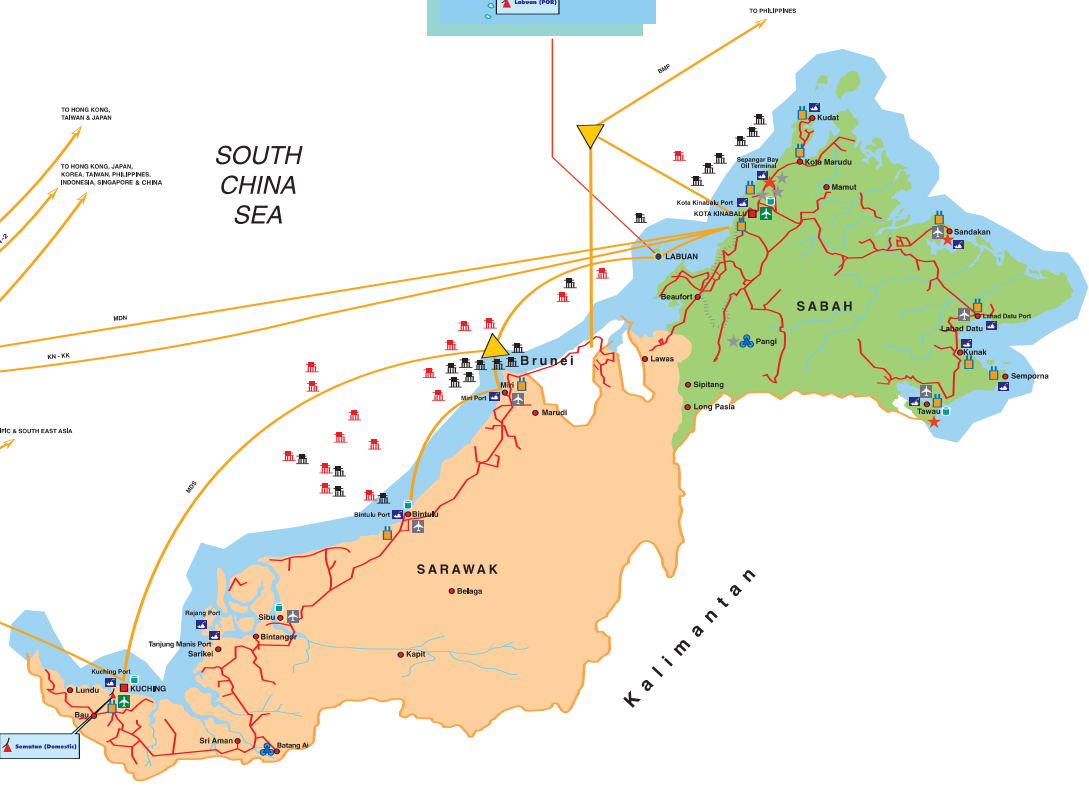 Labuan (POB)
TO PHILIPPINES
BMP
TO HONG KONG,
TAIWAN & JAPAN
TO HONG KONG, JAPAN,
KOREA, TAIWAN, PHILIPPINES,
INDONESIA, SINGAPORE & CHINA
SOUTH
CHINA
SEA
Kudat
Sepangar Bay
Oil Terminal
Kota Marudu
Mamut
Kota Kinabalu Port
KOTA KINABALU
Sandakan
-2
LABUAN
Beaufort
SABAH
MDN
Lahad Datu Port
Lahad Datu
KN - KK
Pangi
Kunak
Brunei
Lawas
Semporna
Miri
Sipitang
Miri Port
Marudi
Long Pasia
Tawau
& SOUTH EAST ASIA
MDS
Bintulu Port
Bintulu
SARAWAK
Belaga
Kalimantan
Rajang Port
Sibu
Bintangor
Tanjung Manis Port
Sarikei
Kapit
Kuching Port
KUCHING
Lundu
Bau
Sri Aman
Batang Ai
Sematan (Domestic)